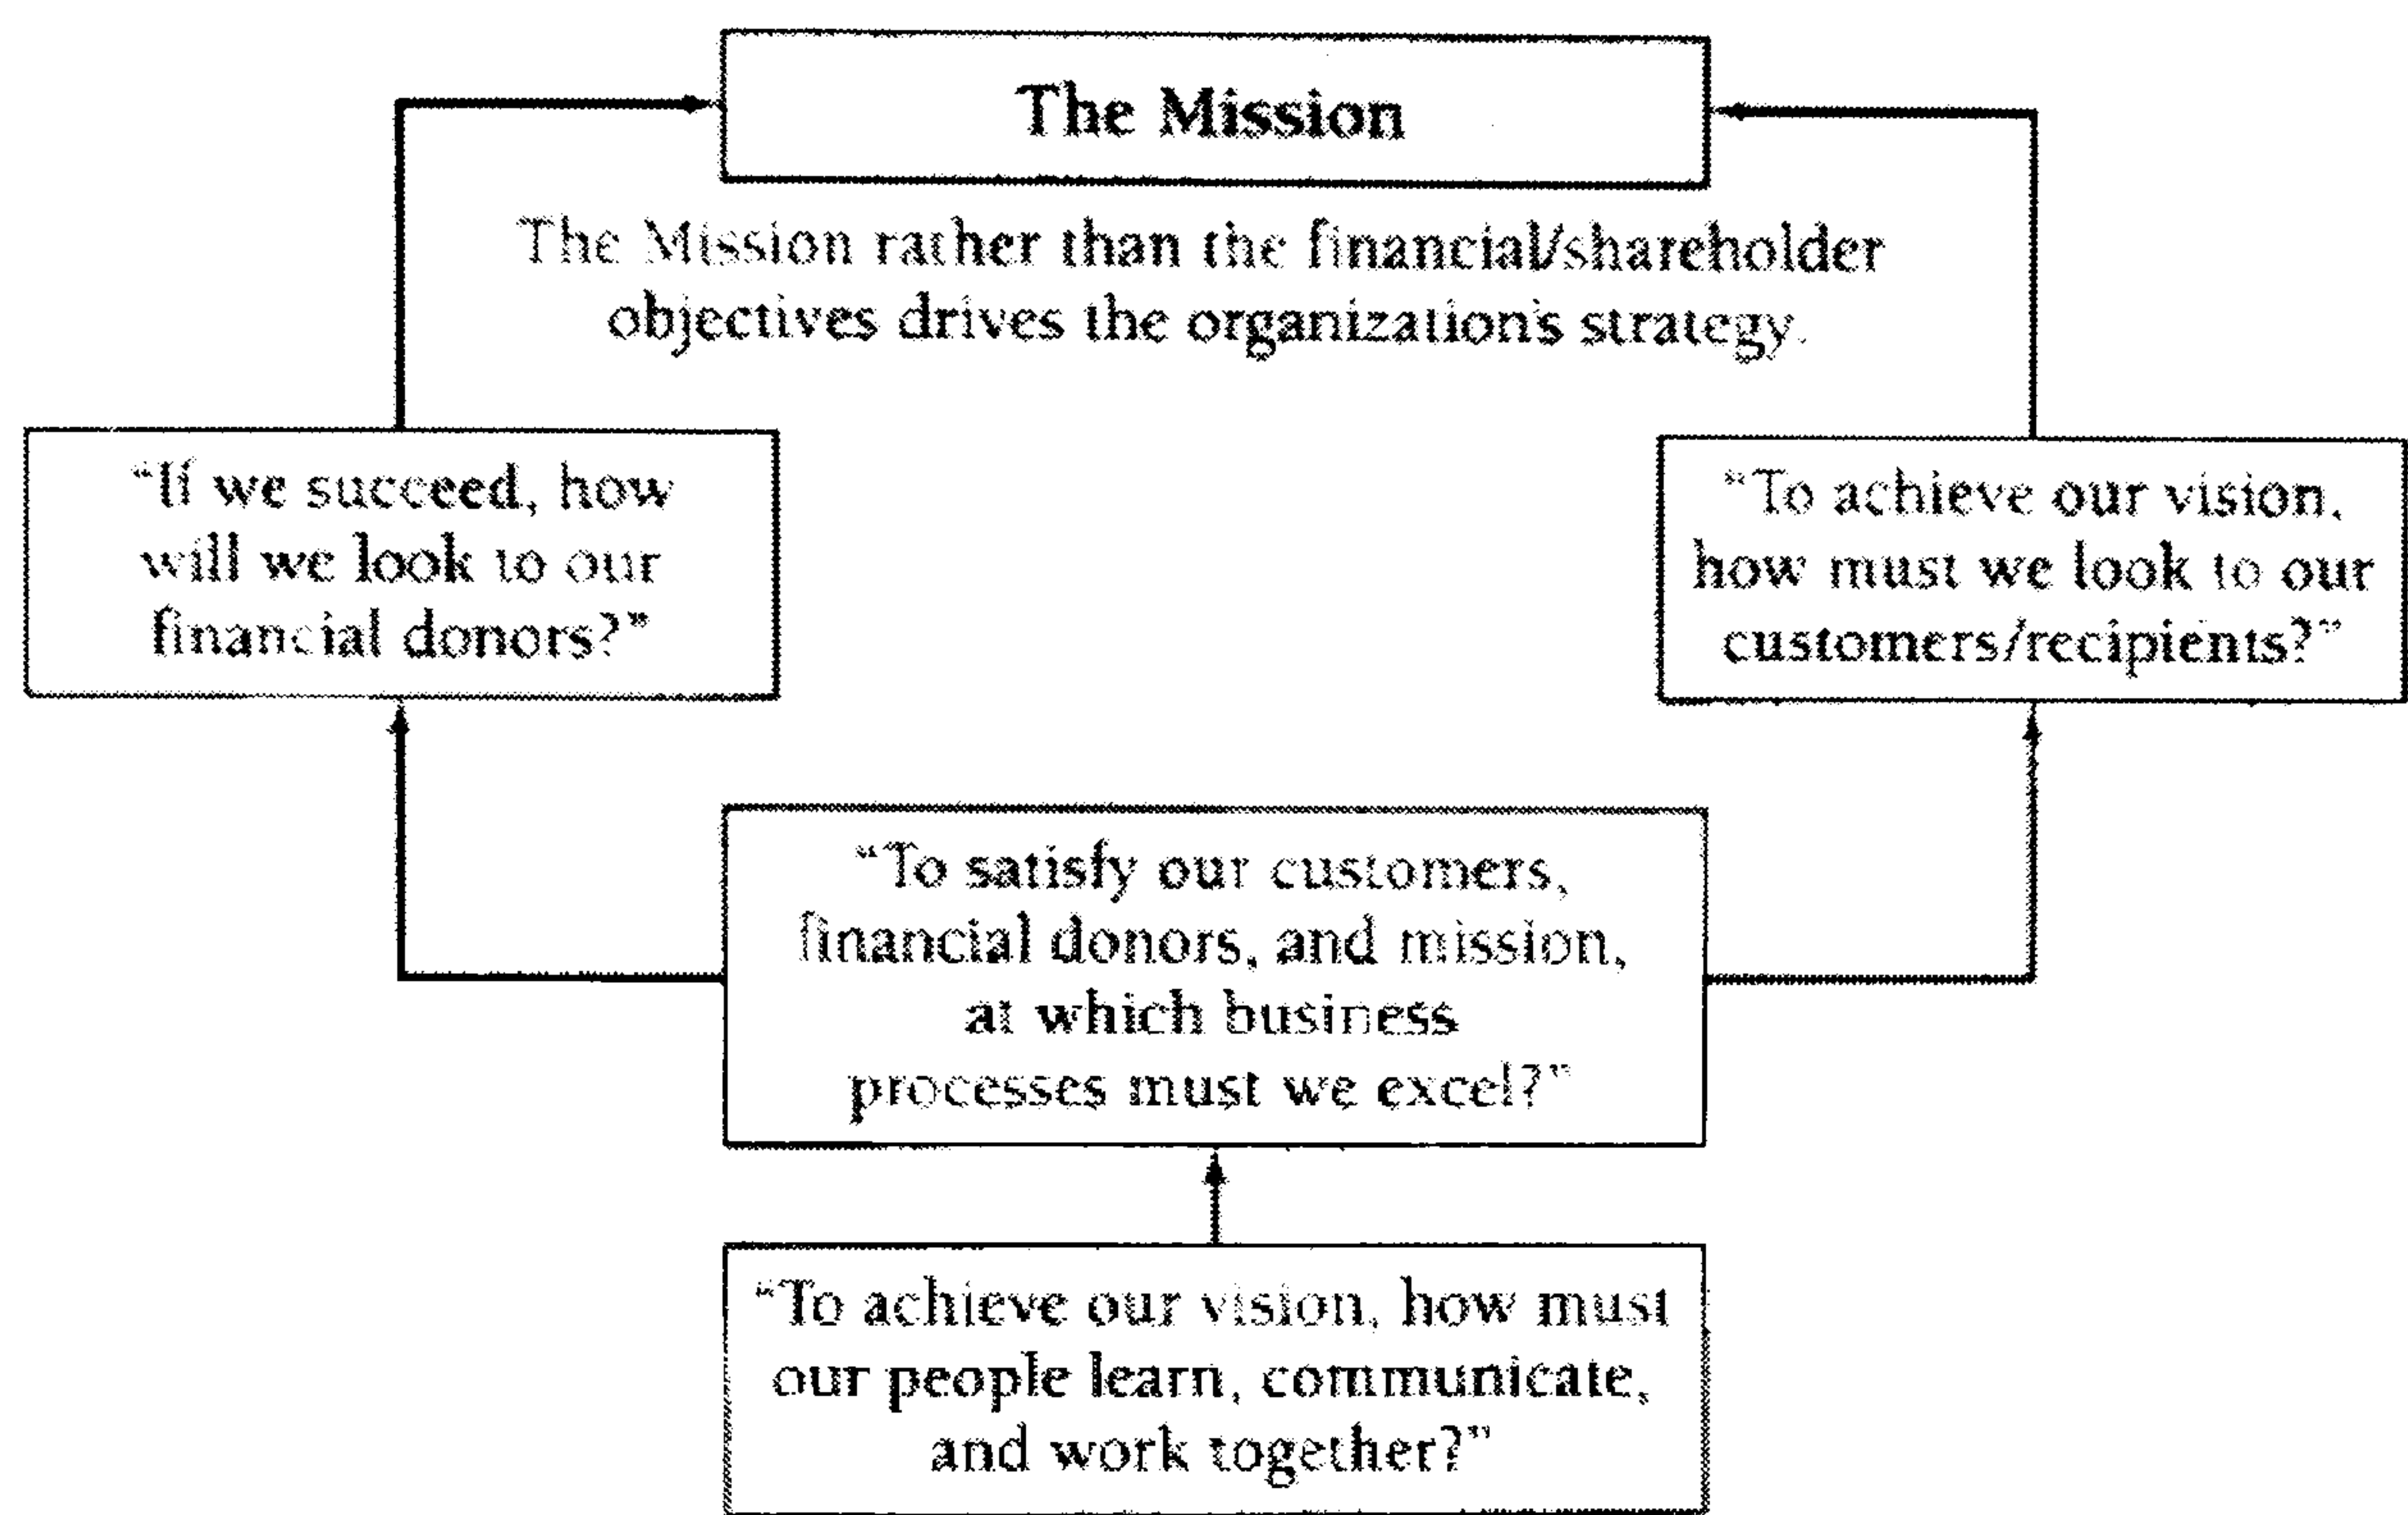 The Mission
The Mission rather than the financial/shareholder
objectives drives the organization's strategy.
“If we succeed, how
will we look to our
financial donors?”
“To achieve our vision,
how must we look to our
customers/recipients?”
“To satisfy our customers,
financial donors, and mission,
at which business
processes must we excel?”
“To achieve our vision, how must
our people learn, communicate,
and work together?”